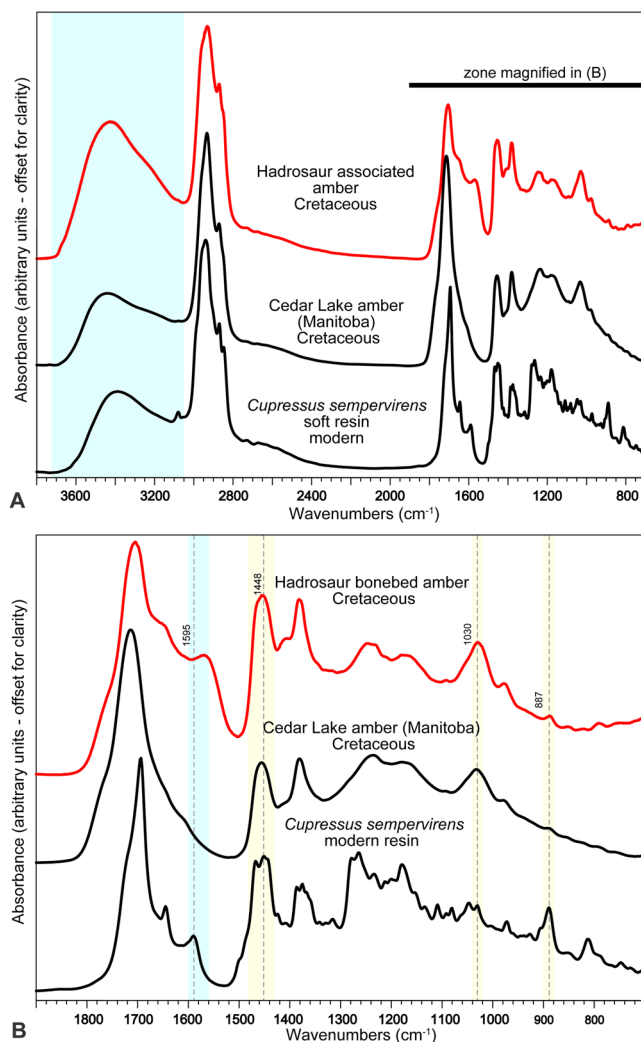 zone magnified in (B)
Hadrosaur associated
amber
Cretaceous
Cedar Lake amber
(Manitoba)
Cretaceous
Cupressus sempervirens
soft resin
modern
Absorbance (arbitrary units - offset for clarity)
3600 3200 2800 2400 2000 1600 1200 800
Wavenumbers (cm⁻¹)
A
1595
1448
1030
887
Hadrosaur bonebed amber
Cretaceous
Cedar Lake amber (Manitoba)
Cretaceous
Cupressus sempervirens
modern resin
Absorbance (arbitrary units - offset for clarity)
1800 1700 1600 1500 1400 1300 1200 1100 1000 900 800
Wavenumbers (cm⁻¹)
B